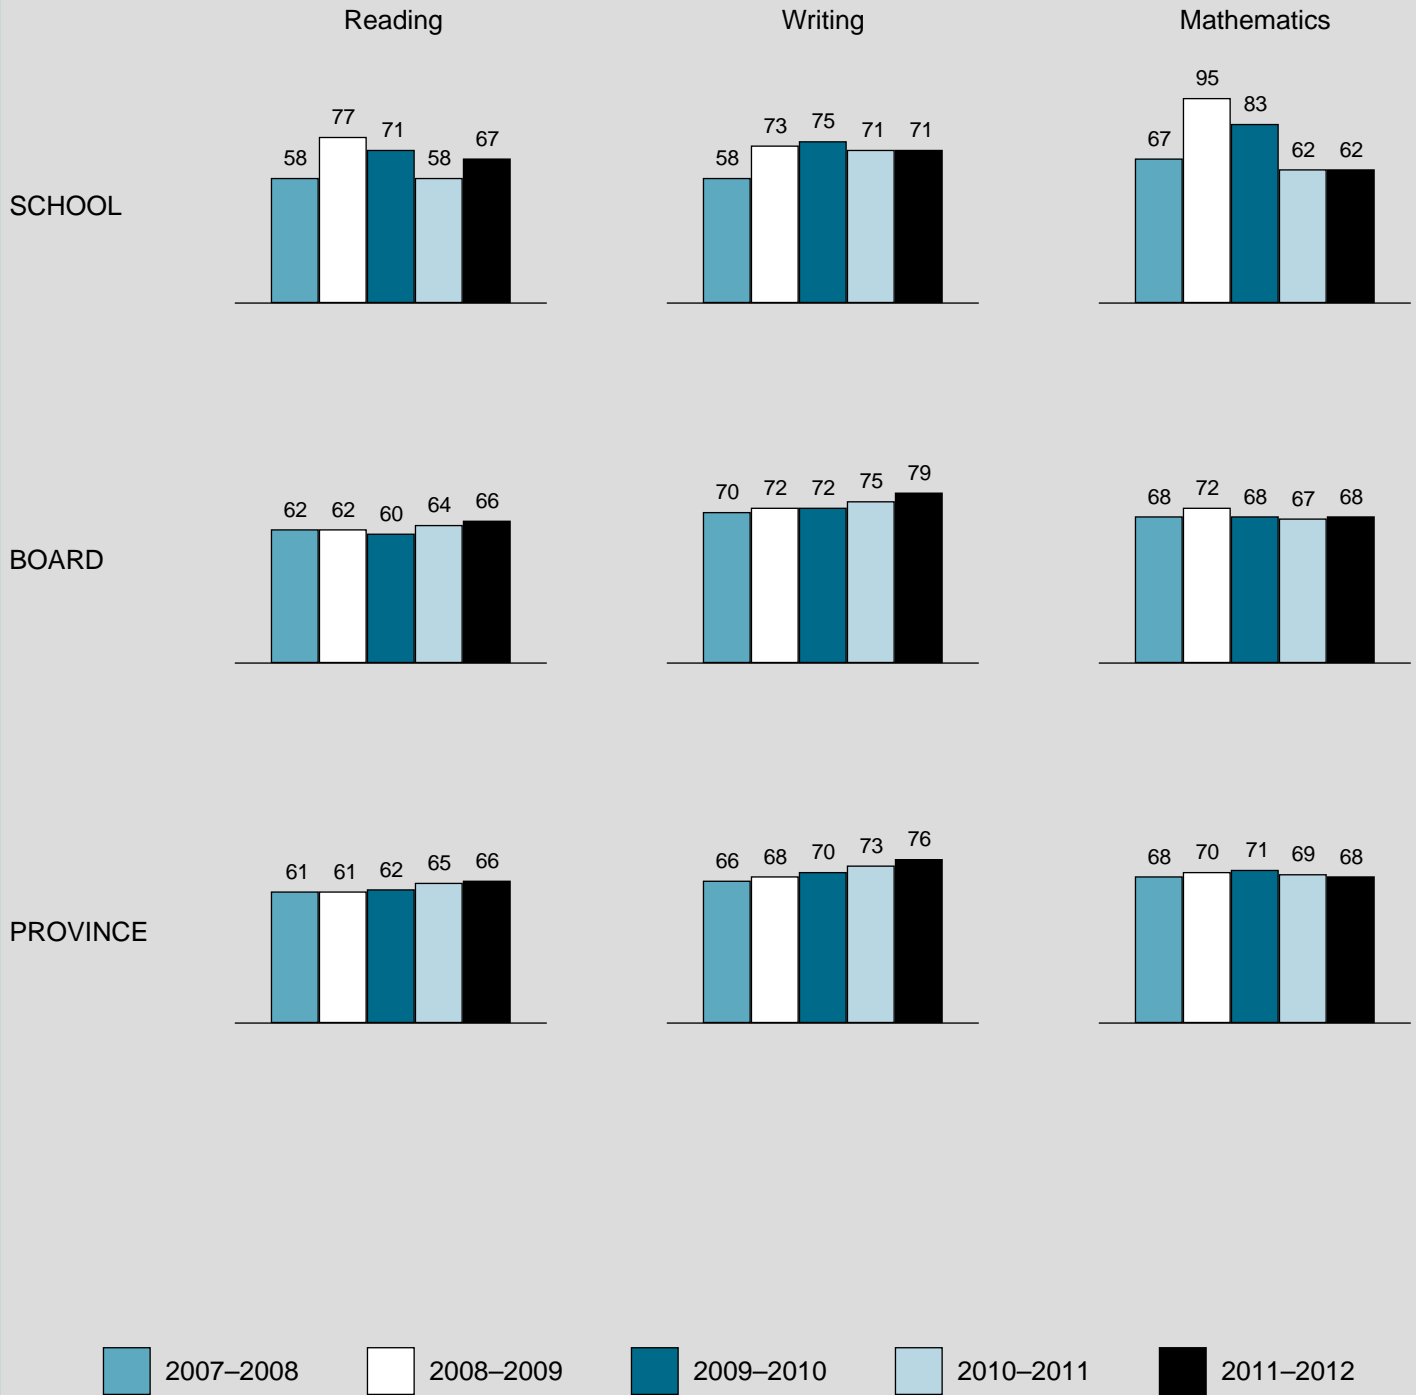 Reading Writing Mathematics
SCHOOL
58 77 71 58 67
58 73 75 71 71
67 95 83 62 62
BOARD
62 62 60 64 66
70 72 72 75 79
68 72 68 67 68
PROVINCE
61 61 62 65 66
66 68 70 73 76
68 70 71 69 68
2007–2008 2008–2009 2009–2010 2010–2011 2011–2012